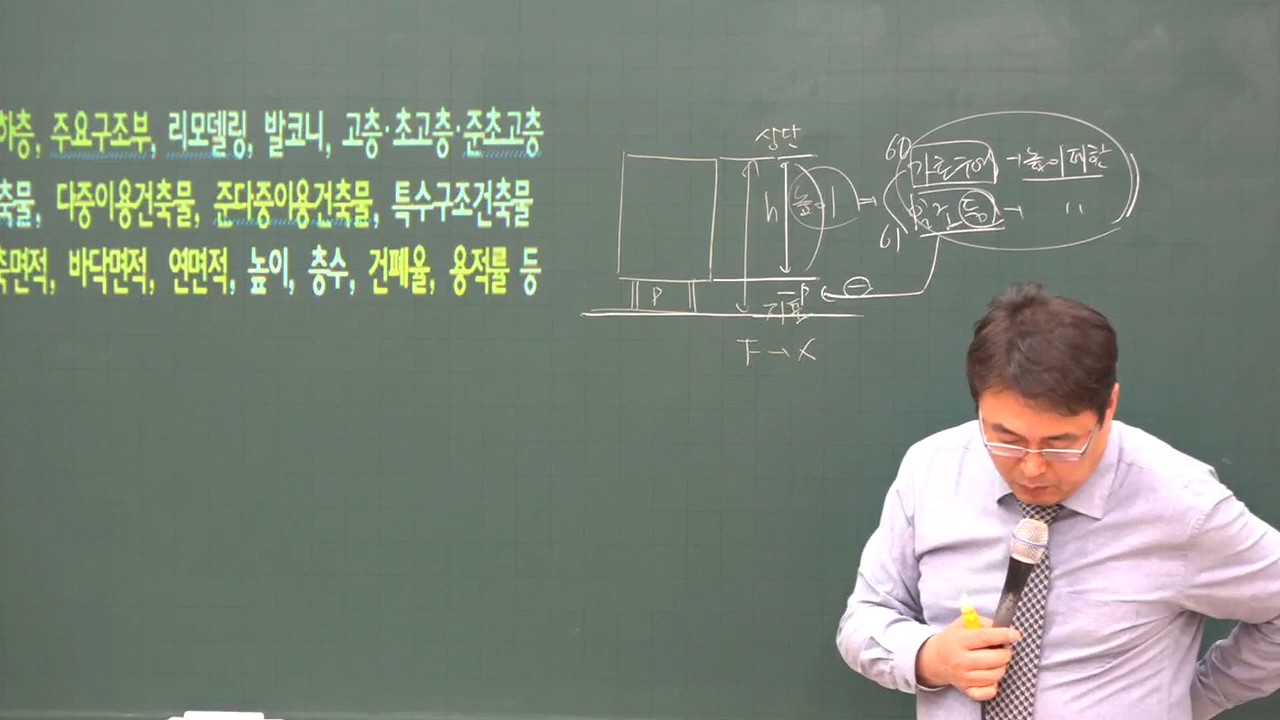 하층, 주요구조부, 리모델링, 발코니, 고층·초고층·준초고층
축물, 다중이용건축물, 준다중이용건축물, 특수구조건축물
축면적, 바닥면적, 연면적, 높이, 층수, 건폐율, 용적률 등
상단
60 가로구역 → 높이제한
h 높이 =
61 등 → 〃
P
P
지표
F → X